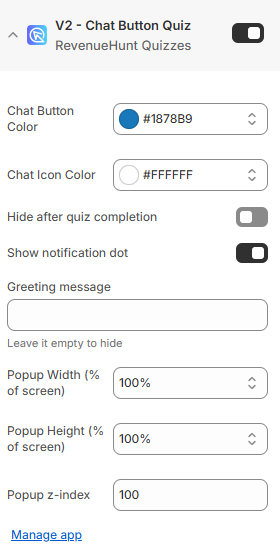 V2 - Chat Button Quiz
RevenueHunt Quizzes
Chat Button
Color
#1878B9
Chat Icon Color
#FFFFFF
Hide after quiz completion
Show notification dot
Greeting message
Leave it empty to hide
Popup Width (%
of screen)
100%
Popup Height (%
of screen)
100%
Popup z-index
100
Manage app